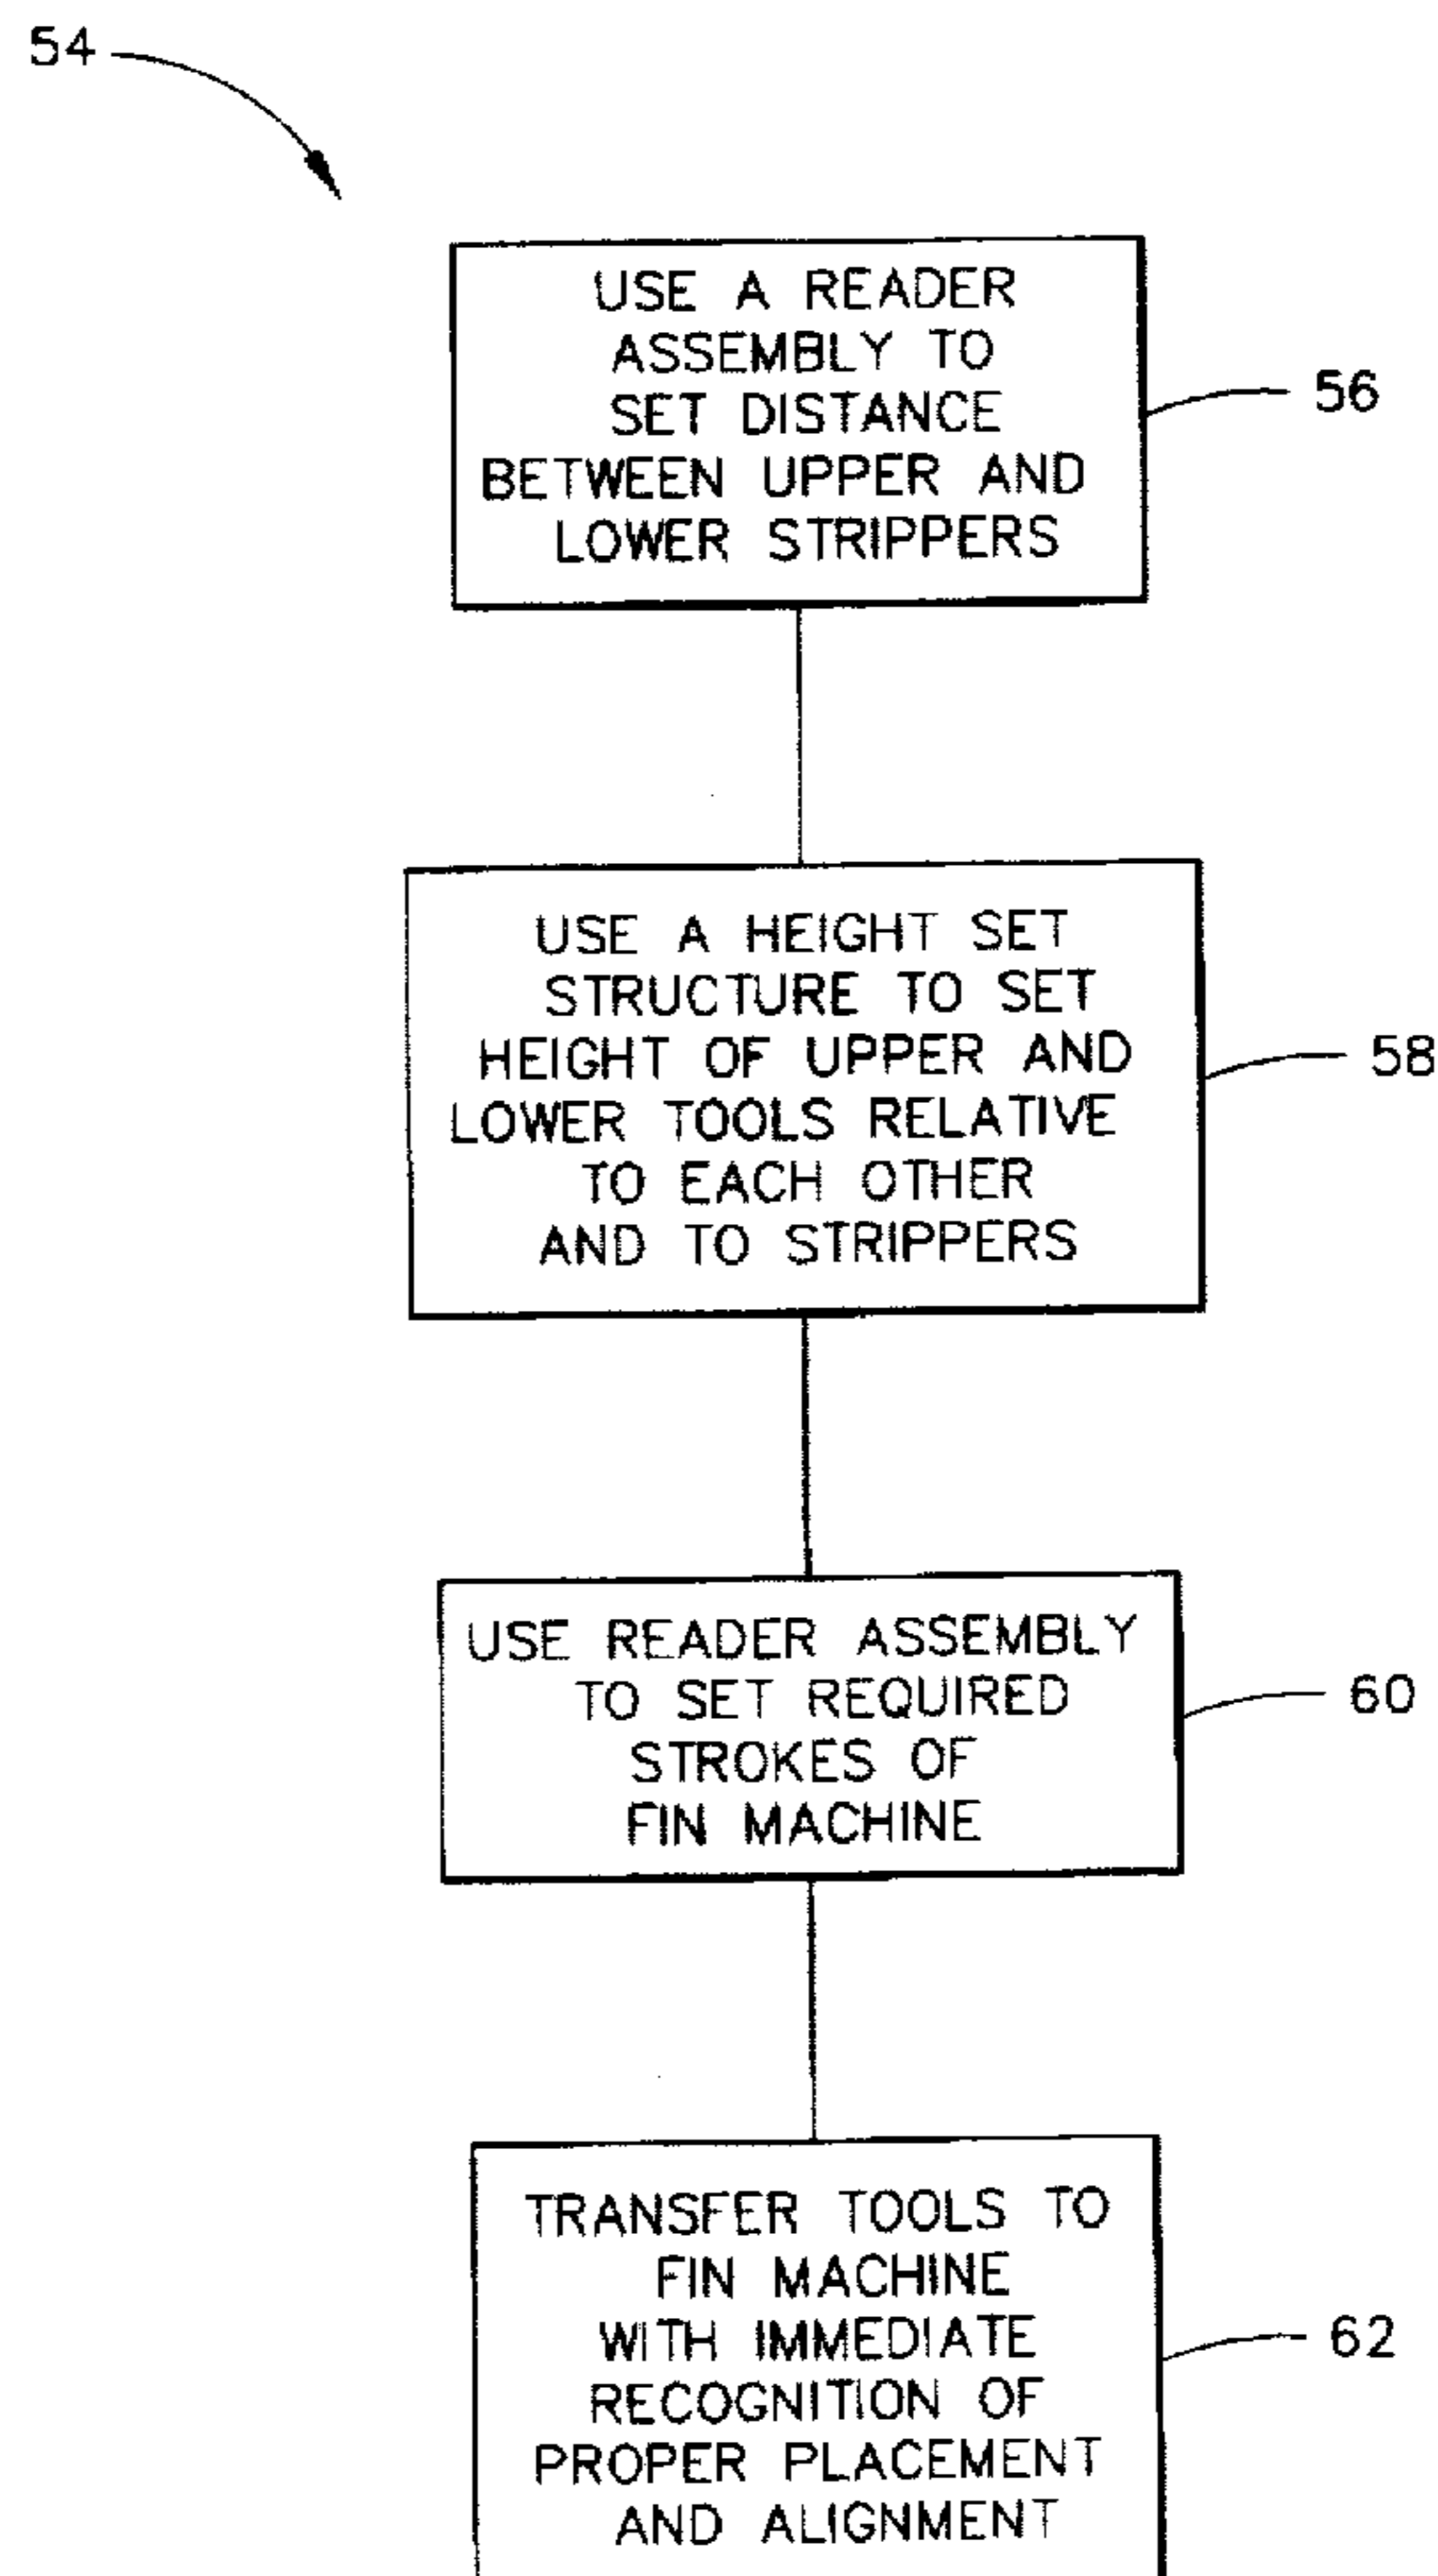 54
USE A READER
ASSEMBLY TO
SET DISTANCE
BETWEEN UPPER AND
LOWER STRIPPERS
56
USE A HEIGHT SET
STRUCTURE TO SET
HEIGHT OF UPPER AND
LOWER TOOLS RELATIVE
TO EACH OTHER
AND TO STRIPPERS
58
USE READER ASSEMBLY
TO SET REQUIRED
STROKES OF
FIN MACHINE
60
TRANSFER TOOLS TO
FIN MACHINE
WITH IMMEDIATE
RECOGNITION OF
PROPER PLACEMENT
AND ALIGNMENT
62